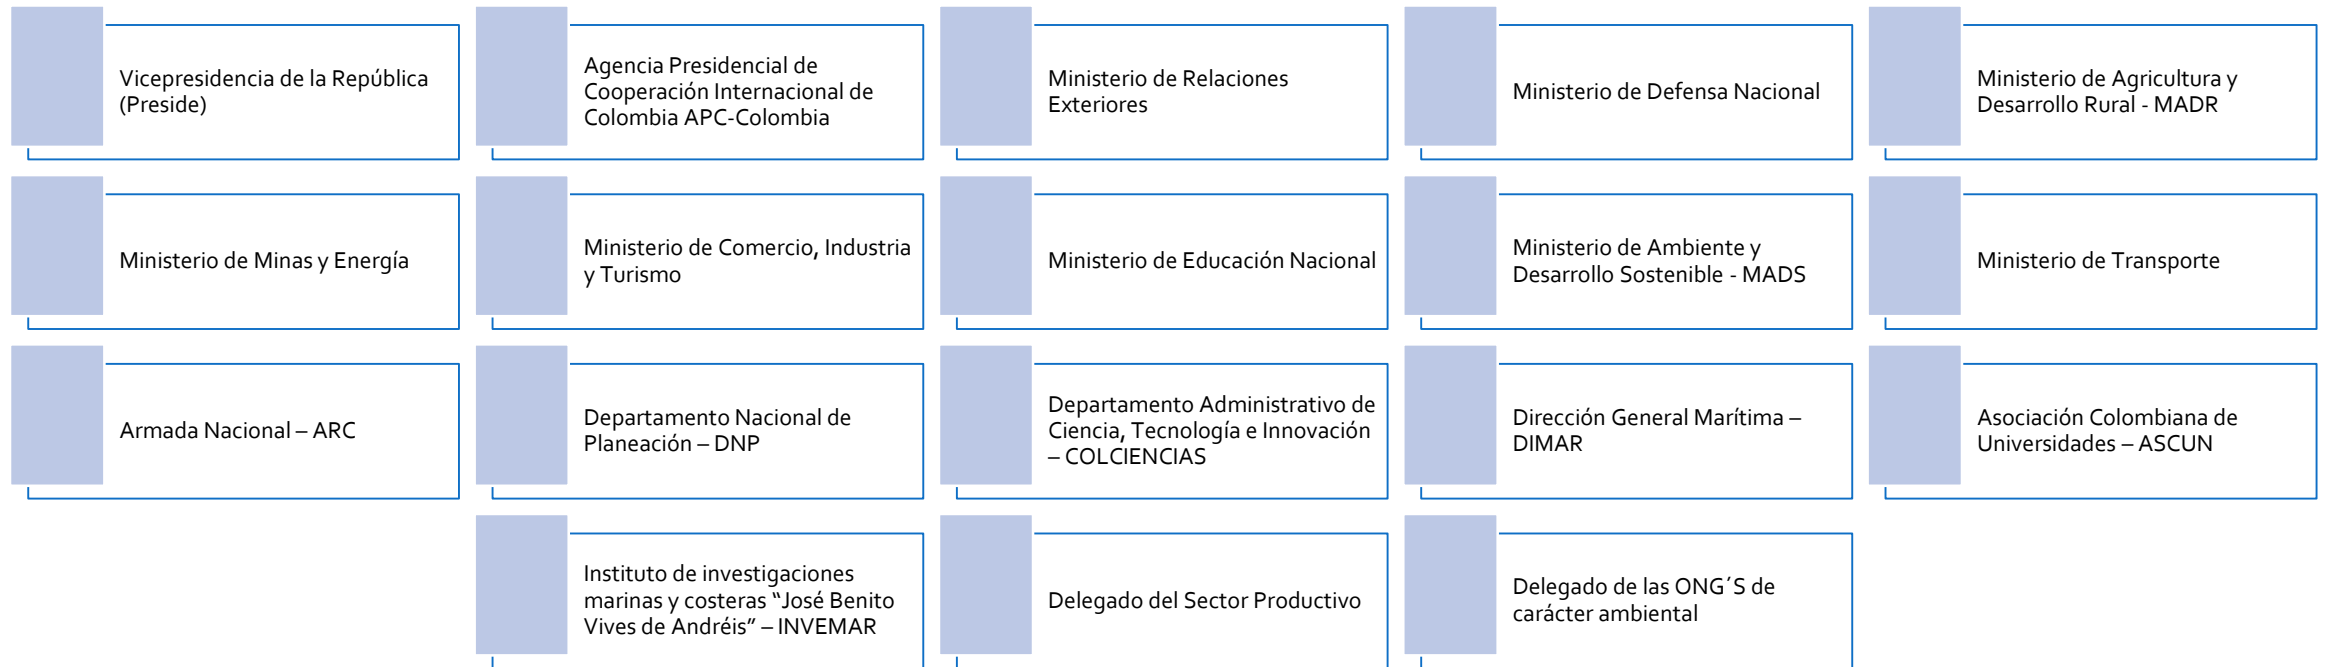 Vicepresidencia de la República
(Preside)
Agencia Presidencial de
Cooperación Internacional de
Colombia APC-Colombia
Ministerio de Relaciones
Exteriores
Ministerio de Defensa Nacional
Ministerio de Agricultura y
Desarrollo Rural - MADR
Ministerio de Minas y Energía
Ministerio de Comercio, Industria
y Turismo
Ministerio de Educación Nacional
Ministerio de Ambiente y
Desarrollo Sostenible - MADS
Ministerio de Transporte
Armada Nacional – ARC
Departamento Nacional de
Planeación – DNP
Departamento Administrativo de
Ciencia, Tecnología e Innovación
– COLCIENCIAS
Dirección General Marítima –
DIMAR
Asociación Colombiana de
Universidades – ASCUN
Instituto de investigaciones
marinas y costeras “José Benito
Vives de Andréis” – INVEMAR
Delegado del Sector Productivo
Delegado de las ONG´S de
carácter ambiental